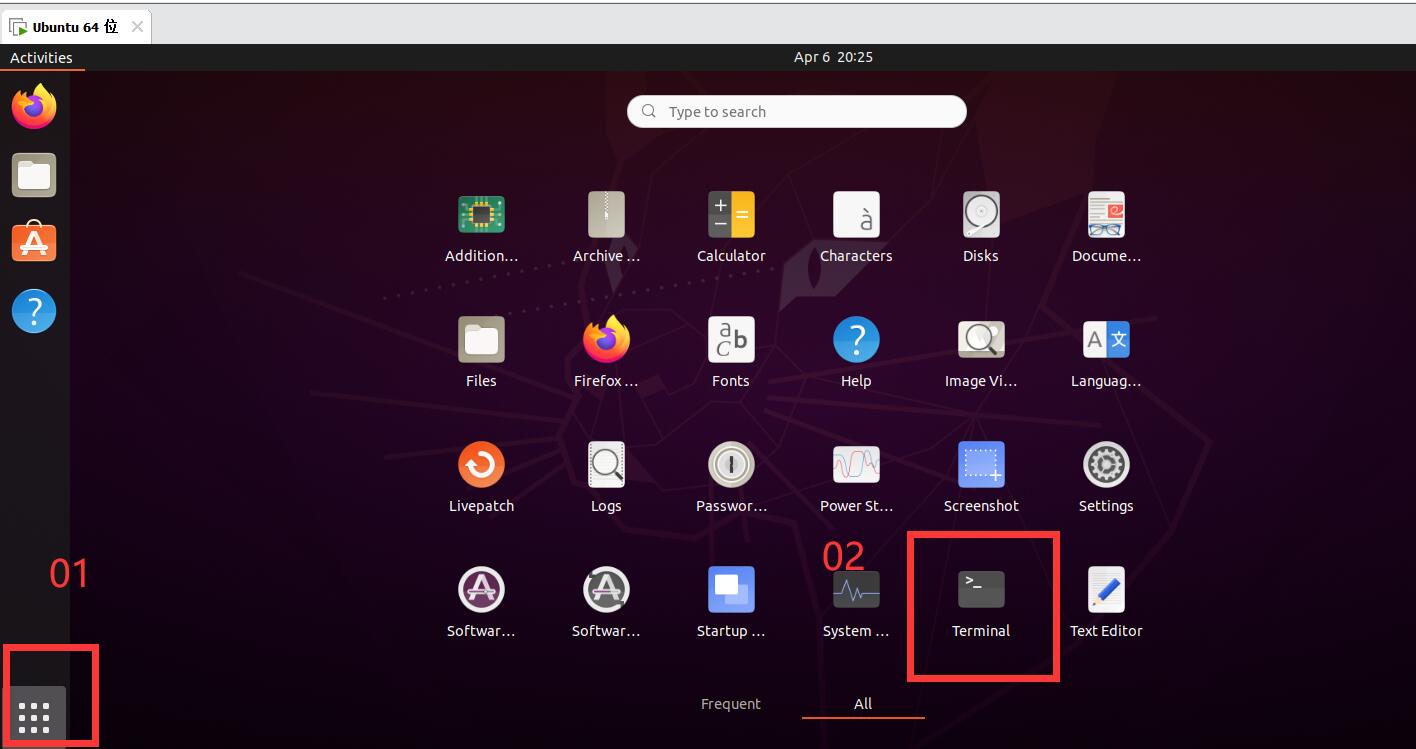 Ubuntu 64 位
Activities
Apr 6 20:25
Type to search
Addition...
Archive ...
Calculator
Characters
Disks
Docume...
Files
Firefox ...
Fonts
Help
Image Vi...
Languag...
Livepatch
Logs
Passwor...
Power St...
Screenshot
Settings
01
02
Softwar...
Softwar...
Startup ...
System ...
Terminal
Text Editor
Frequent
All